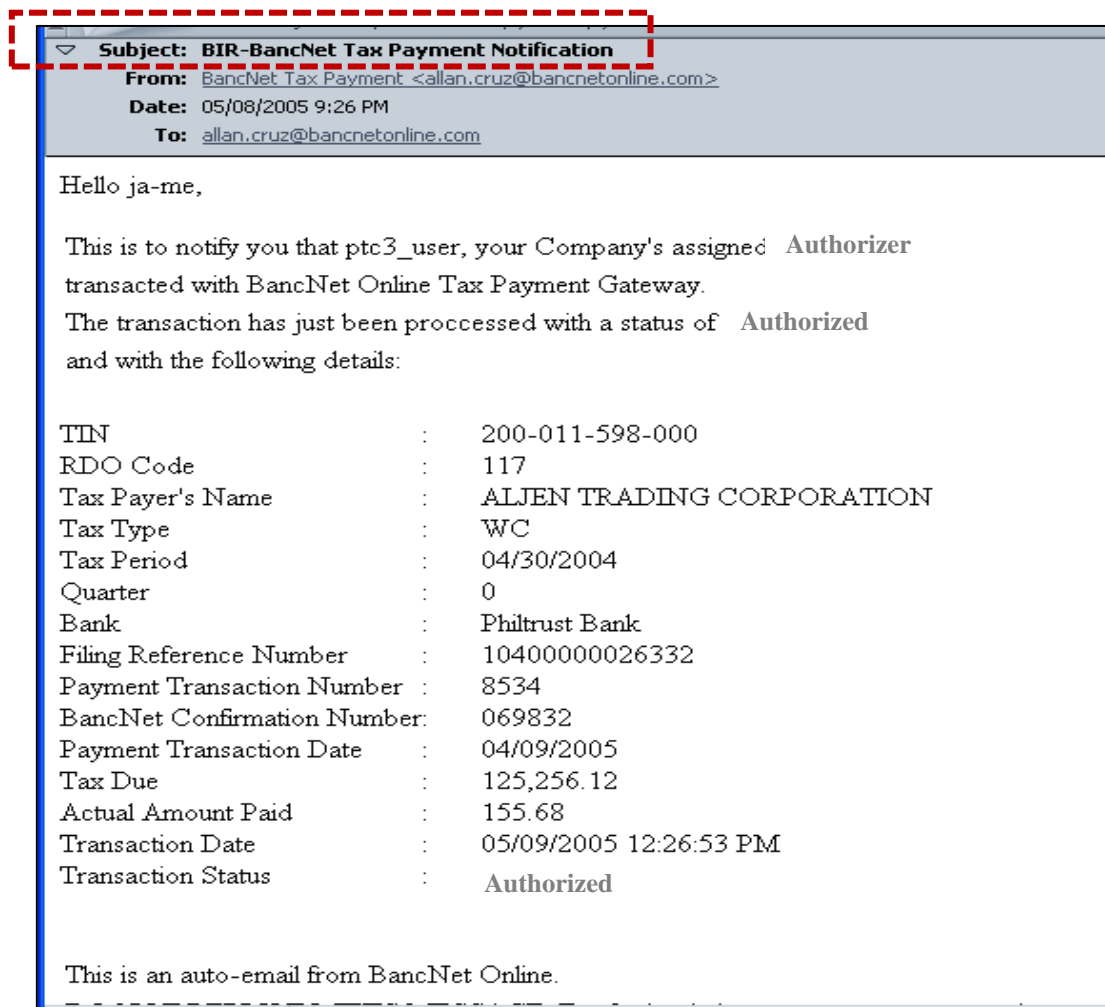 Subject: BIR-BancNet Tax Payment Notification
From: BancNet Tax Payment <allan.cruz@bancnetonline.com>
Date: 05/08/2005 9:26 PM
To: allan.cruz@bancnetonline.com
Hello ja-me,
This is to notify you that ptc3_user, your Company's assigned Authorizer
transacted with BancNet Online Tax Payment Gateway.
The transaction has just been proccessed with a status of Authorized
and with the following details:
TIN : 200-011-598-000
RDO Code : 117
Tax Payer's Name : ALJEN TRADING CORPORATION
Tax Type : WC
Tax Period : 04/30/2004
Quarter : 0
Bank : Philtrust Bank
Filing Reference Number : 10400000026332
Payment Transaction Number : 8534
BancNet Confirmation Number: 069832
Payment Transaction Date : 04/09/2005
Tax Due : 125,256.12
Actual Amount Paid : 155.68
Transaction Date : 05/09/2005 12:26:53 PM
Transaction Status : Authorized
This is an auto-email from BancNet Online.